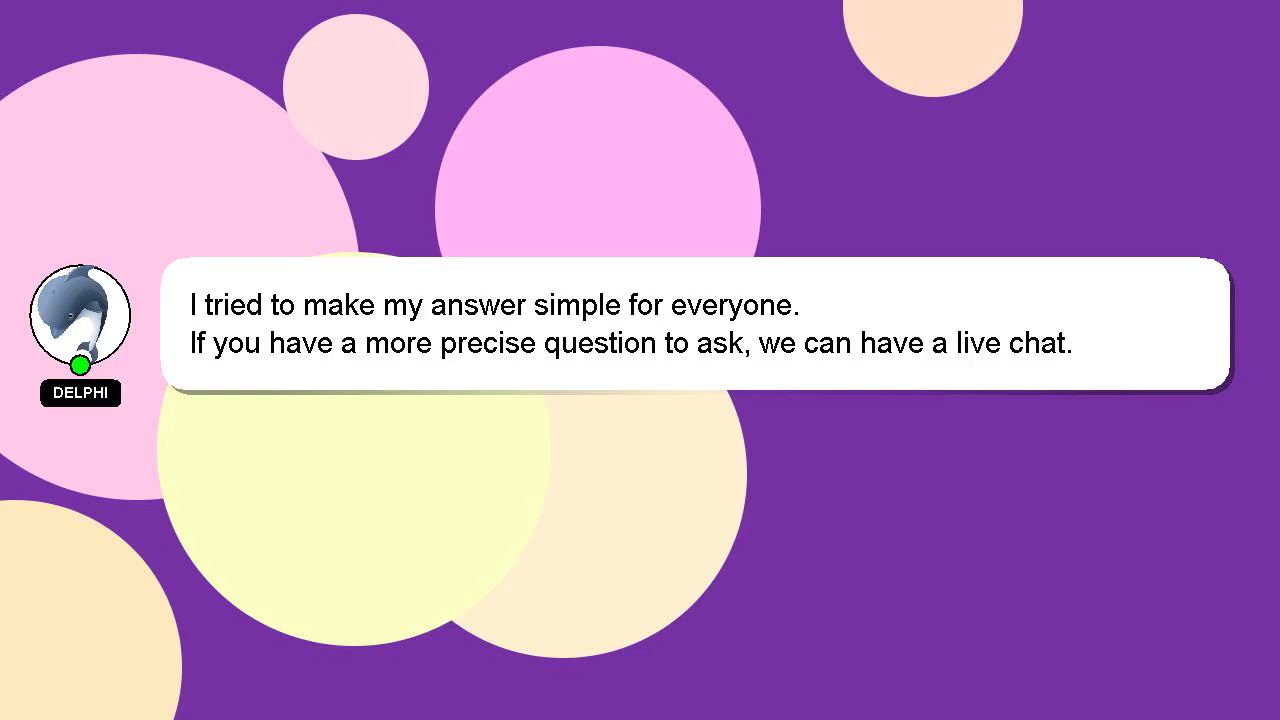 I tried to make my answer simple for everyone.
If you have a more precise question to ask, we can have a live chat.
DELPHI